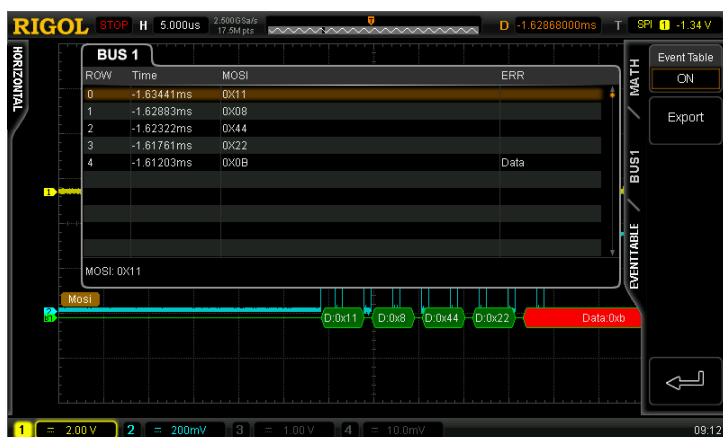 RIGOL STOP H 5.000us 2.500GSa/s 17.5M pts D -1.62868000ms T SPI 1 -1.34 V
HORIZONTAL
BUS 1
ROW Time MOSI ERR
0 -1.63441ms 0X11
1 -1.62883ms 0X08
2 -1.62322ms 0X44
3 -1.61761ms 0X22
4 -1.61203ms 0X0B Data
MOSI: 0X11
MATH
BUS1
EVENTTABLE
Event Table
ON
Export
1
Mosi
2
B1
D:0x11 D:0x8 D:0x44 D:0x22 Data:0xb
1 = 2.00 V 2 = 200mV 3 = 1.00 V 4 = 10.0mV 09:12